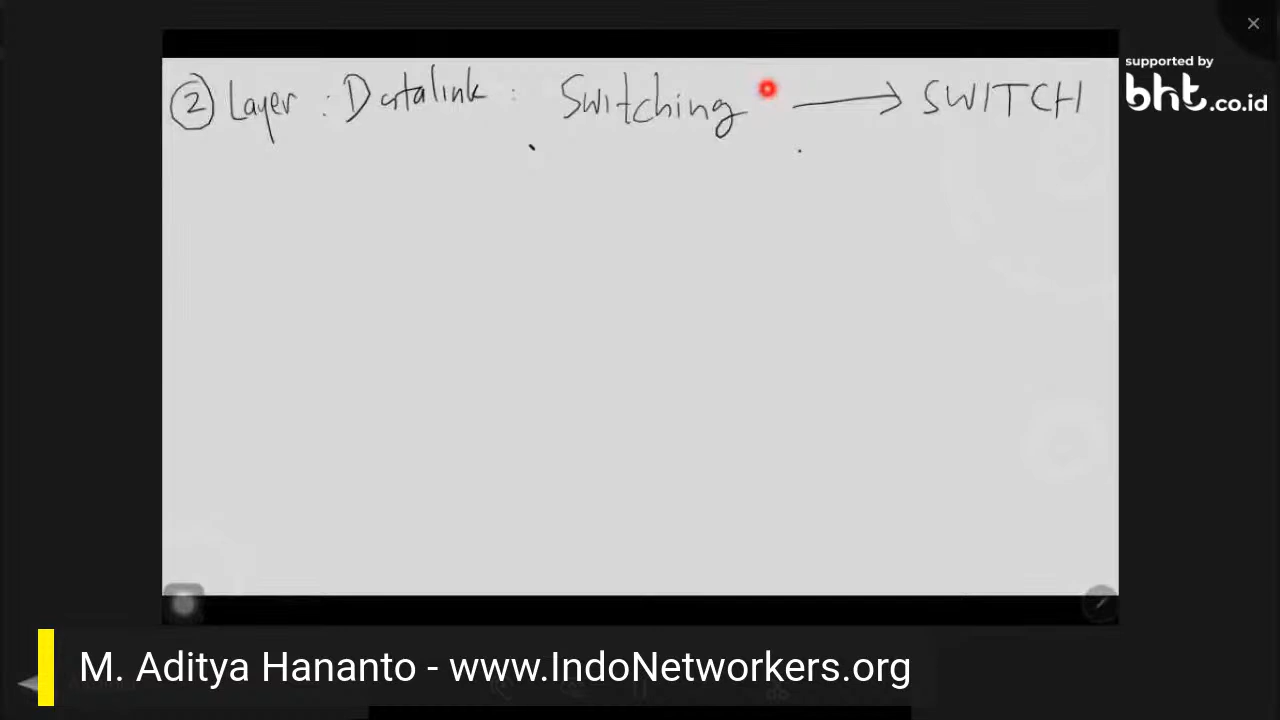 supported by
bht.co.id
② Layer : Datalink : Switching → SWITCH
M. Aditya Hananto - www.IndoNetworkers.org